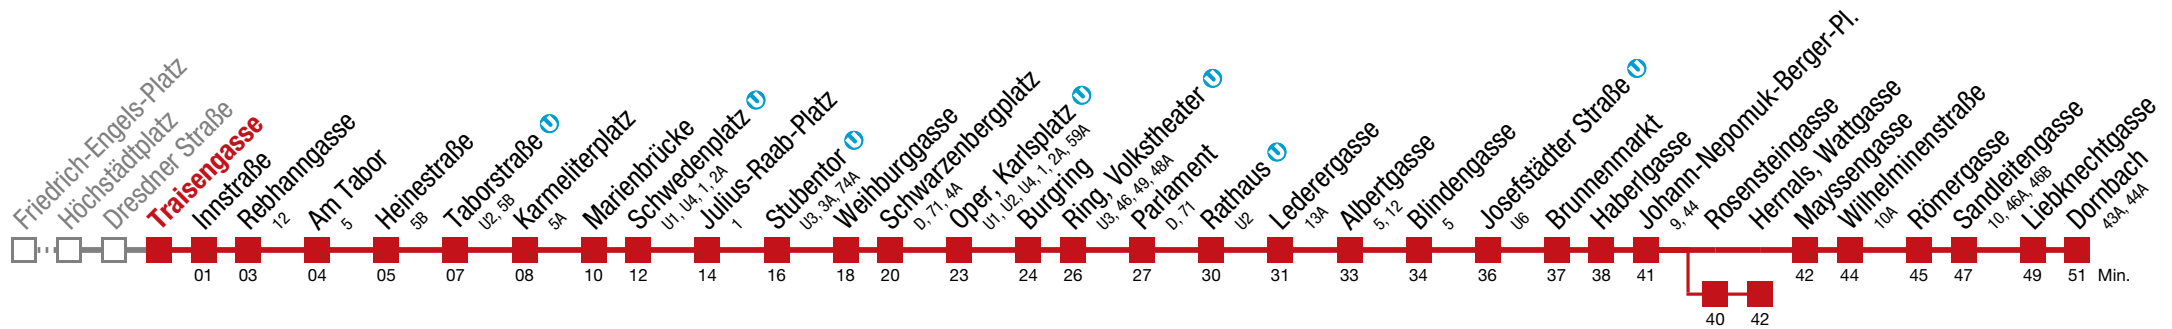 Friedrich-Engels-Platz
Höchstädtplatz
Dresdner Straße
Traisengasse
Innstraße
Rebhanngasse
12
Am Tabor
5
Heinestraße
5B
Taborstraße U
U2, 5B
Karmeliterplatz
5A
Marienbrücke
Schwedenplatz U
U1, U4, 1, 2A
Julius-Raab-Platz
1
Stubentor U
U3, 3A, 74A
Weihburggasse
Schwarzenbergplatz
D, 71, 4A
Oper, Karlsplatz U
U1, U2, U4, 1, 2A, 59A
Burgring
Ring, Volkstheater U
U3, 46, 49, 48A
Parlament
D, 71
Rathaus U
U2
Lederergasse
13A
Albertgasse
5, 12
Blindengasse
5
Josefstädter Straße U
U6
Brunnenmarkt
Haberlgasse
Johann-Nepomuk-Berger-Pl.
9, 44
Rosensteingasse
Hernals, Wattgasse
Mayssengasse
Wilhelminenstraße
10A
Römergasse
Sandleitengasse
10, 46A, 46B
Liebknechtgasse
Dornbach
43A, 44A
01 03 04 05 07 08 10 12 14 16 18 20 23 24 26 27 30 31 33 34 36 37 38 41 42 44 45 47 49 51 Min.
40 42